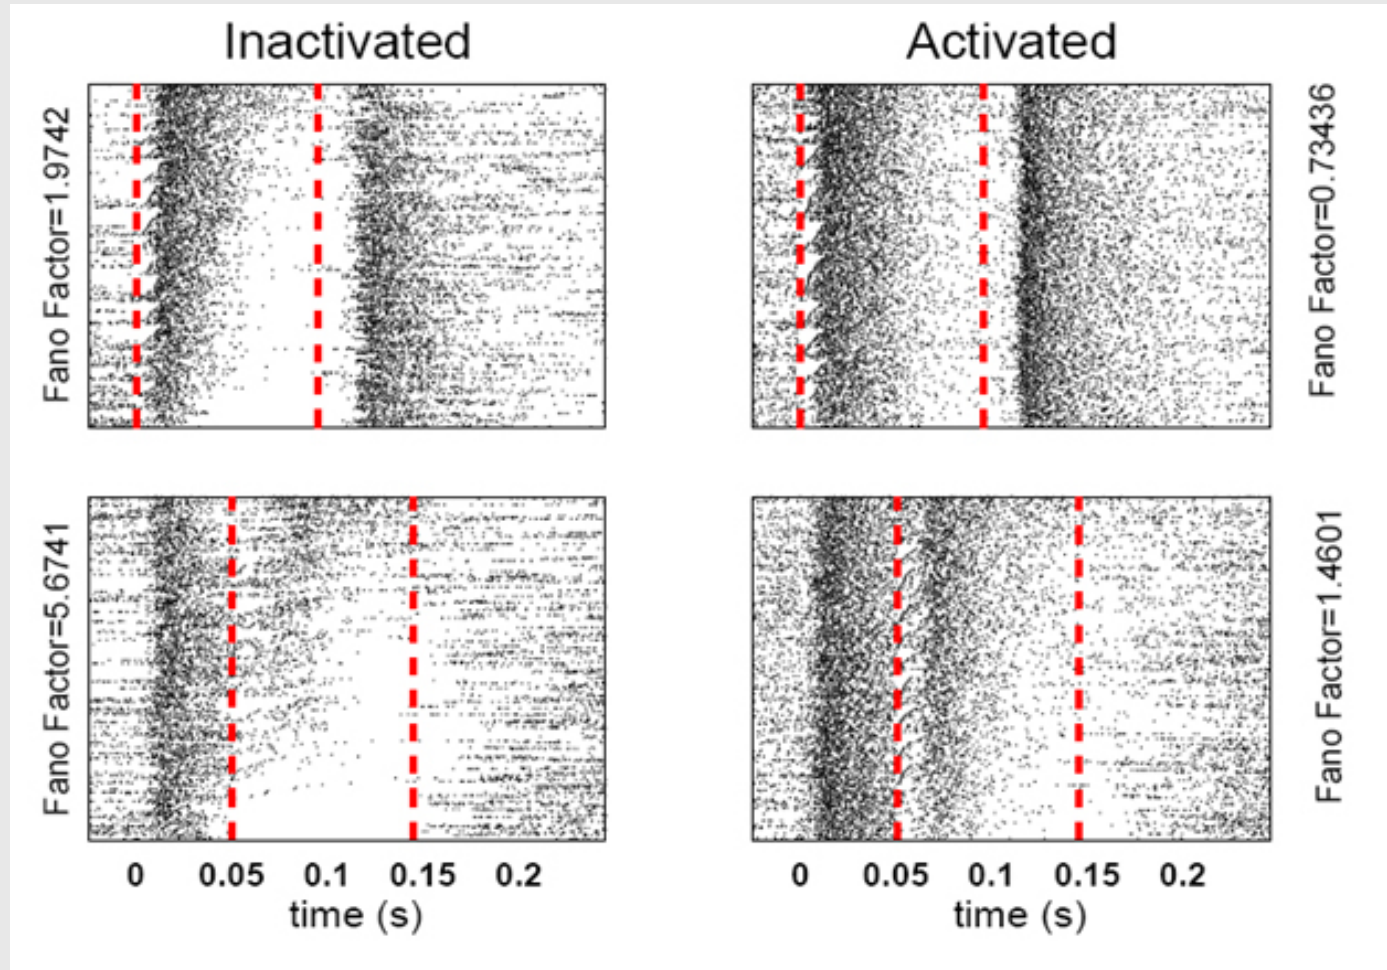 Inactivated
Activated
Fano Factor=1.9742
Fano Factor=0.73436
Fano Factor=5.6741
Fano Factor=1.4601
0 0.05 0.1 0.15 0.2
time (s)
0 0.05 0.1 0.15 0.2
time (s)